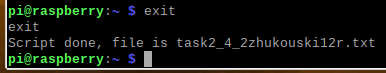 pi@raspberry:~ $ exit
exit
Script done, file is task2_4_2zhukouski12r.txt
pi@raspberry:~ $